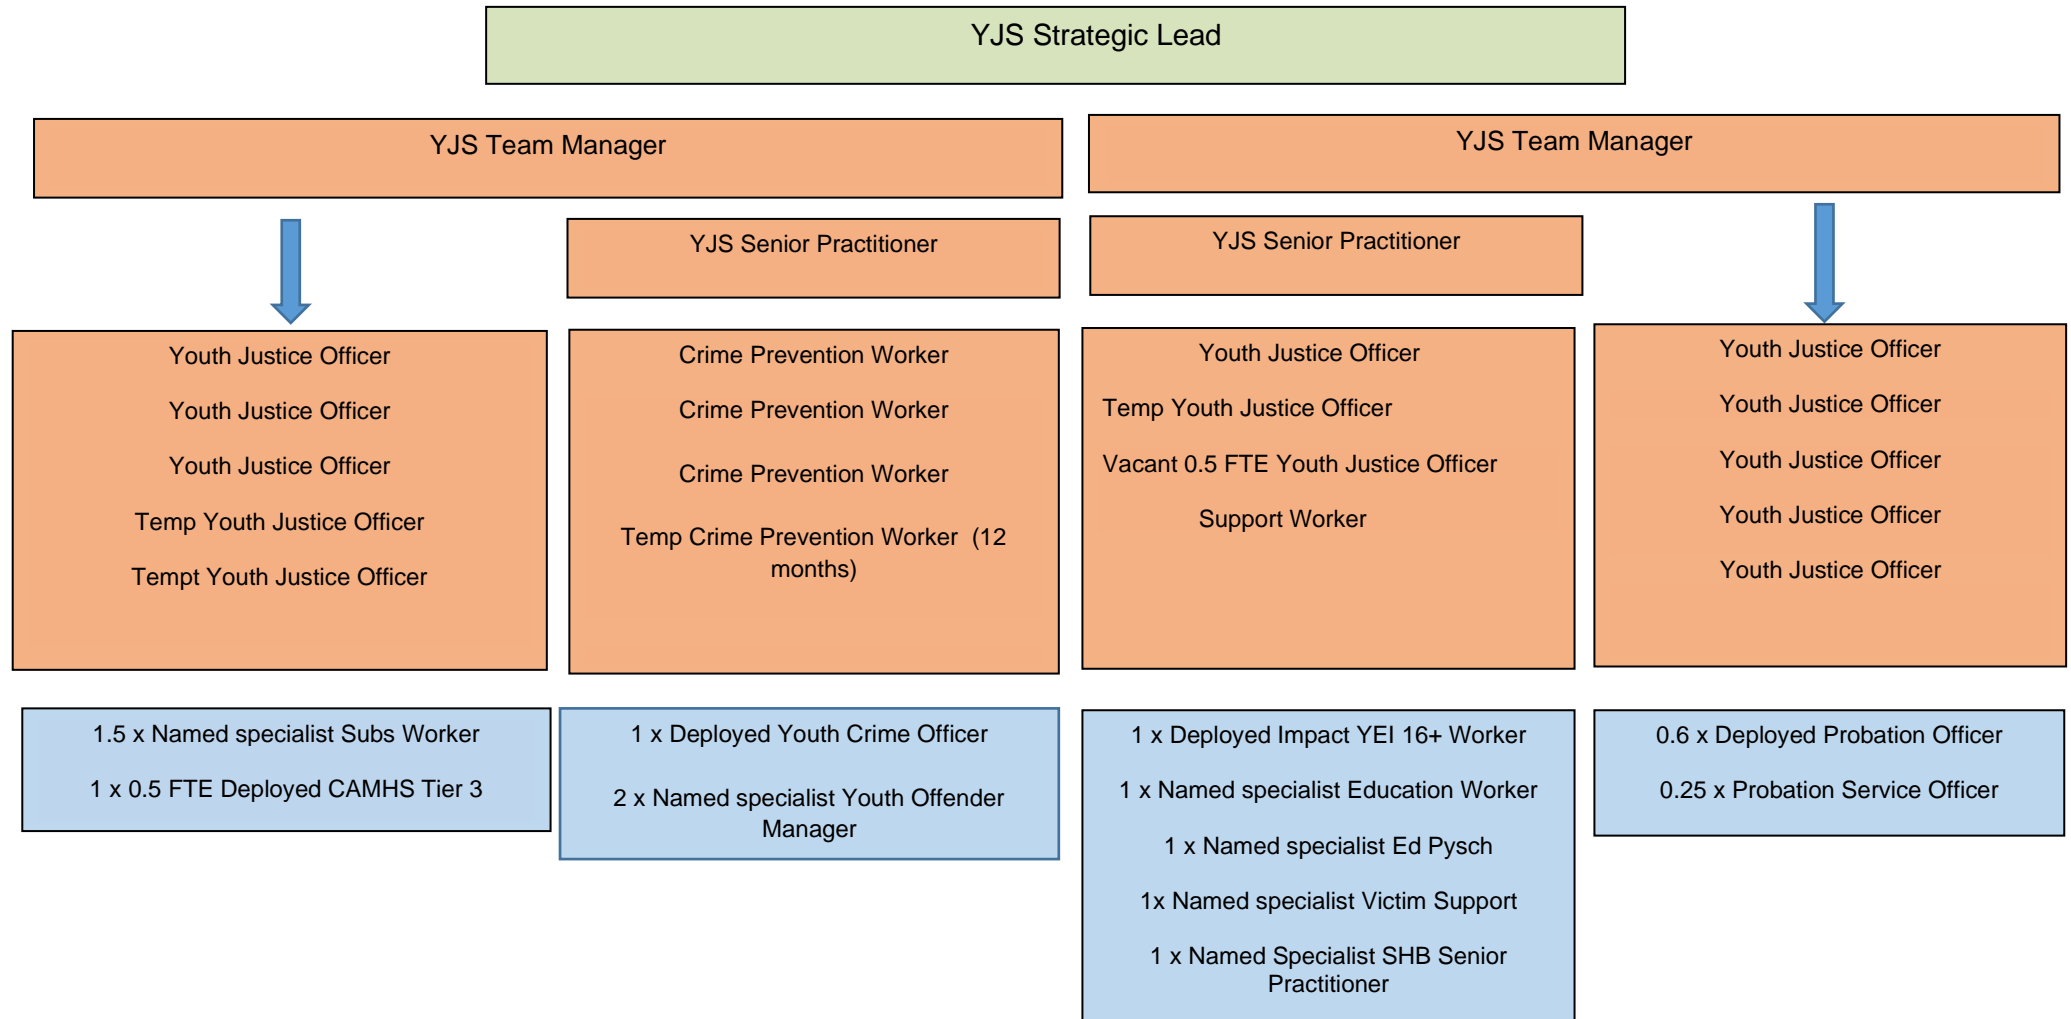 YJS Strategic Lead
YJS Team Manager
YJS Team Manager
YJS Senior Practitioner
YJS Senior Practitioner
Youth Justice Officer
Youth Justice Officer
Youth Justice Officer
Temp Youth Justice Officer
Tempt Youth Justice Officer
Crime Prevention Worker
Crime Prevention Worker
Crime Prevention Worker
Temp Crime Prevention Worker  (12
months)
Youth Justice Officer
Temp Youth Justice Officer
Vacant 0.5 FTE Youth Justice Officer
Support Worker
Youth Justice Officer
Youth Justice Officer
Youth Justice Officer
Youth Justice Officer
Youth Justice Officer
1.5 x Named specialist Subs Worker
1 x 0.5 FTE Deployed CAMHS Tier 3
1 x Deployed Youth Crime Officer
2 x Named specialist Youth Offender
Manager
1 x Deployed Impact YEI 16+ Worker
1 x Named specialist Education Worker
1 x Named specialist Ed Pysch
1x Named specialist Victim Support
1 x Named Specialist SHB Senior
Practitioner
0.6 x Deployed Probation Officer
0.25 x Probation Service Officer